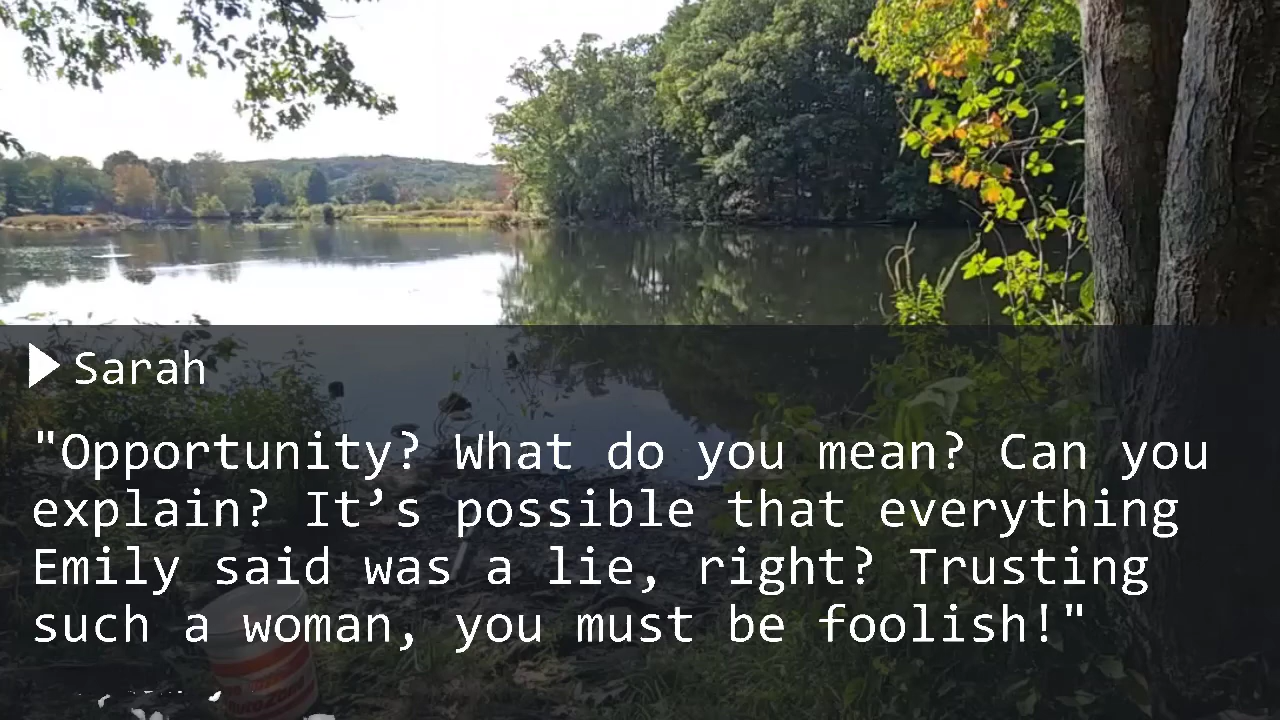 Sarah
"Opportunity? What do you mean? Can you
explain? It’s possible that everything
Emily said was a lie, right? Trusting
such a woman, you must be foolish!"